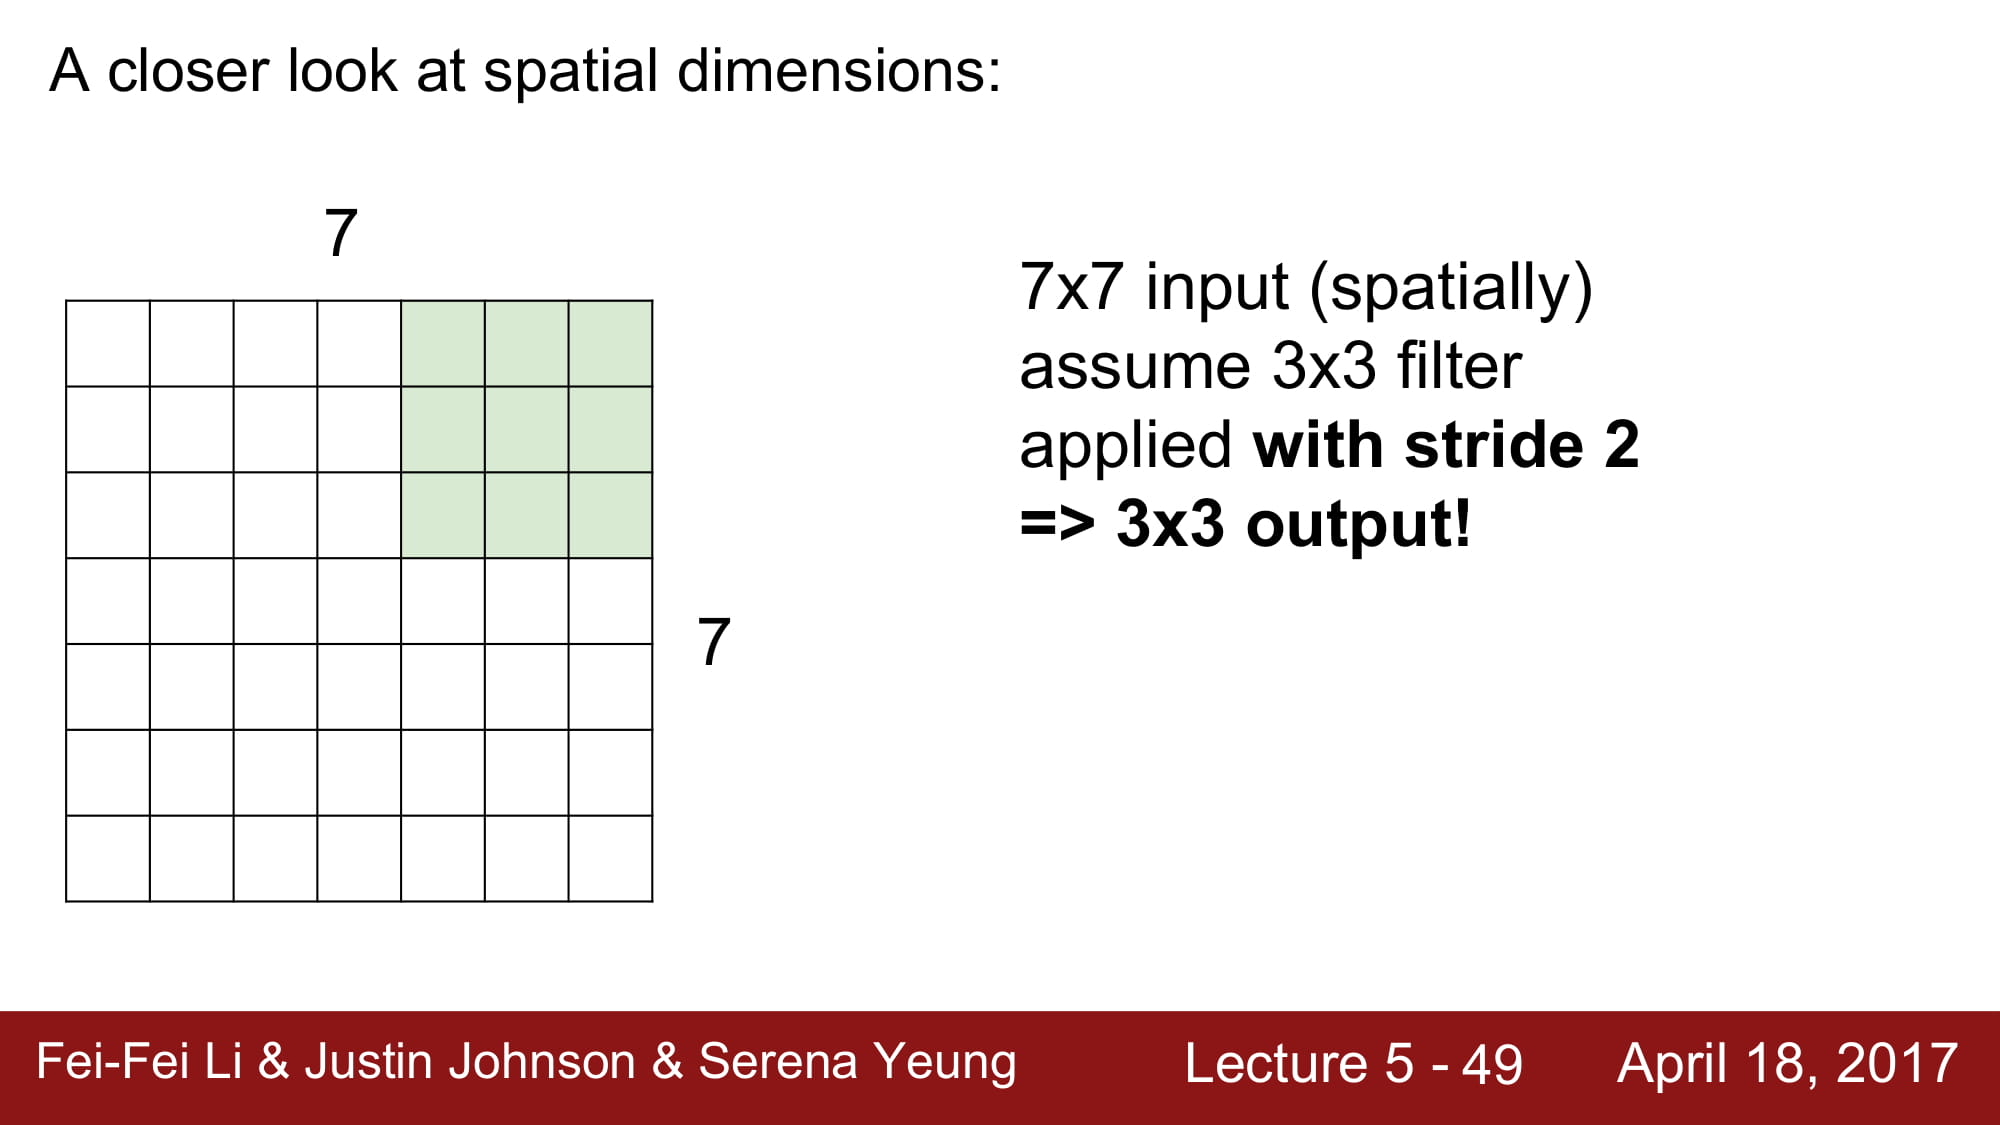 A closer look at spatial dimensions:
7
7x7 input (spatially)
assume 3x3 filter
applied with stride 2
=> 3x3 output!
7
Fei-Fei Li & Justin Johnson & Serena Yeung
Lecture 5 - 49
April 18, 2017